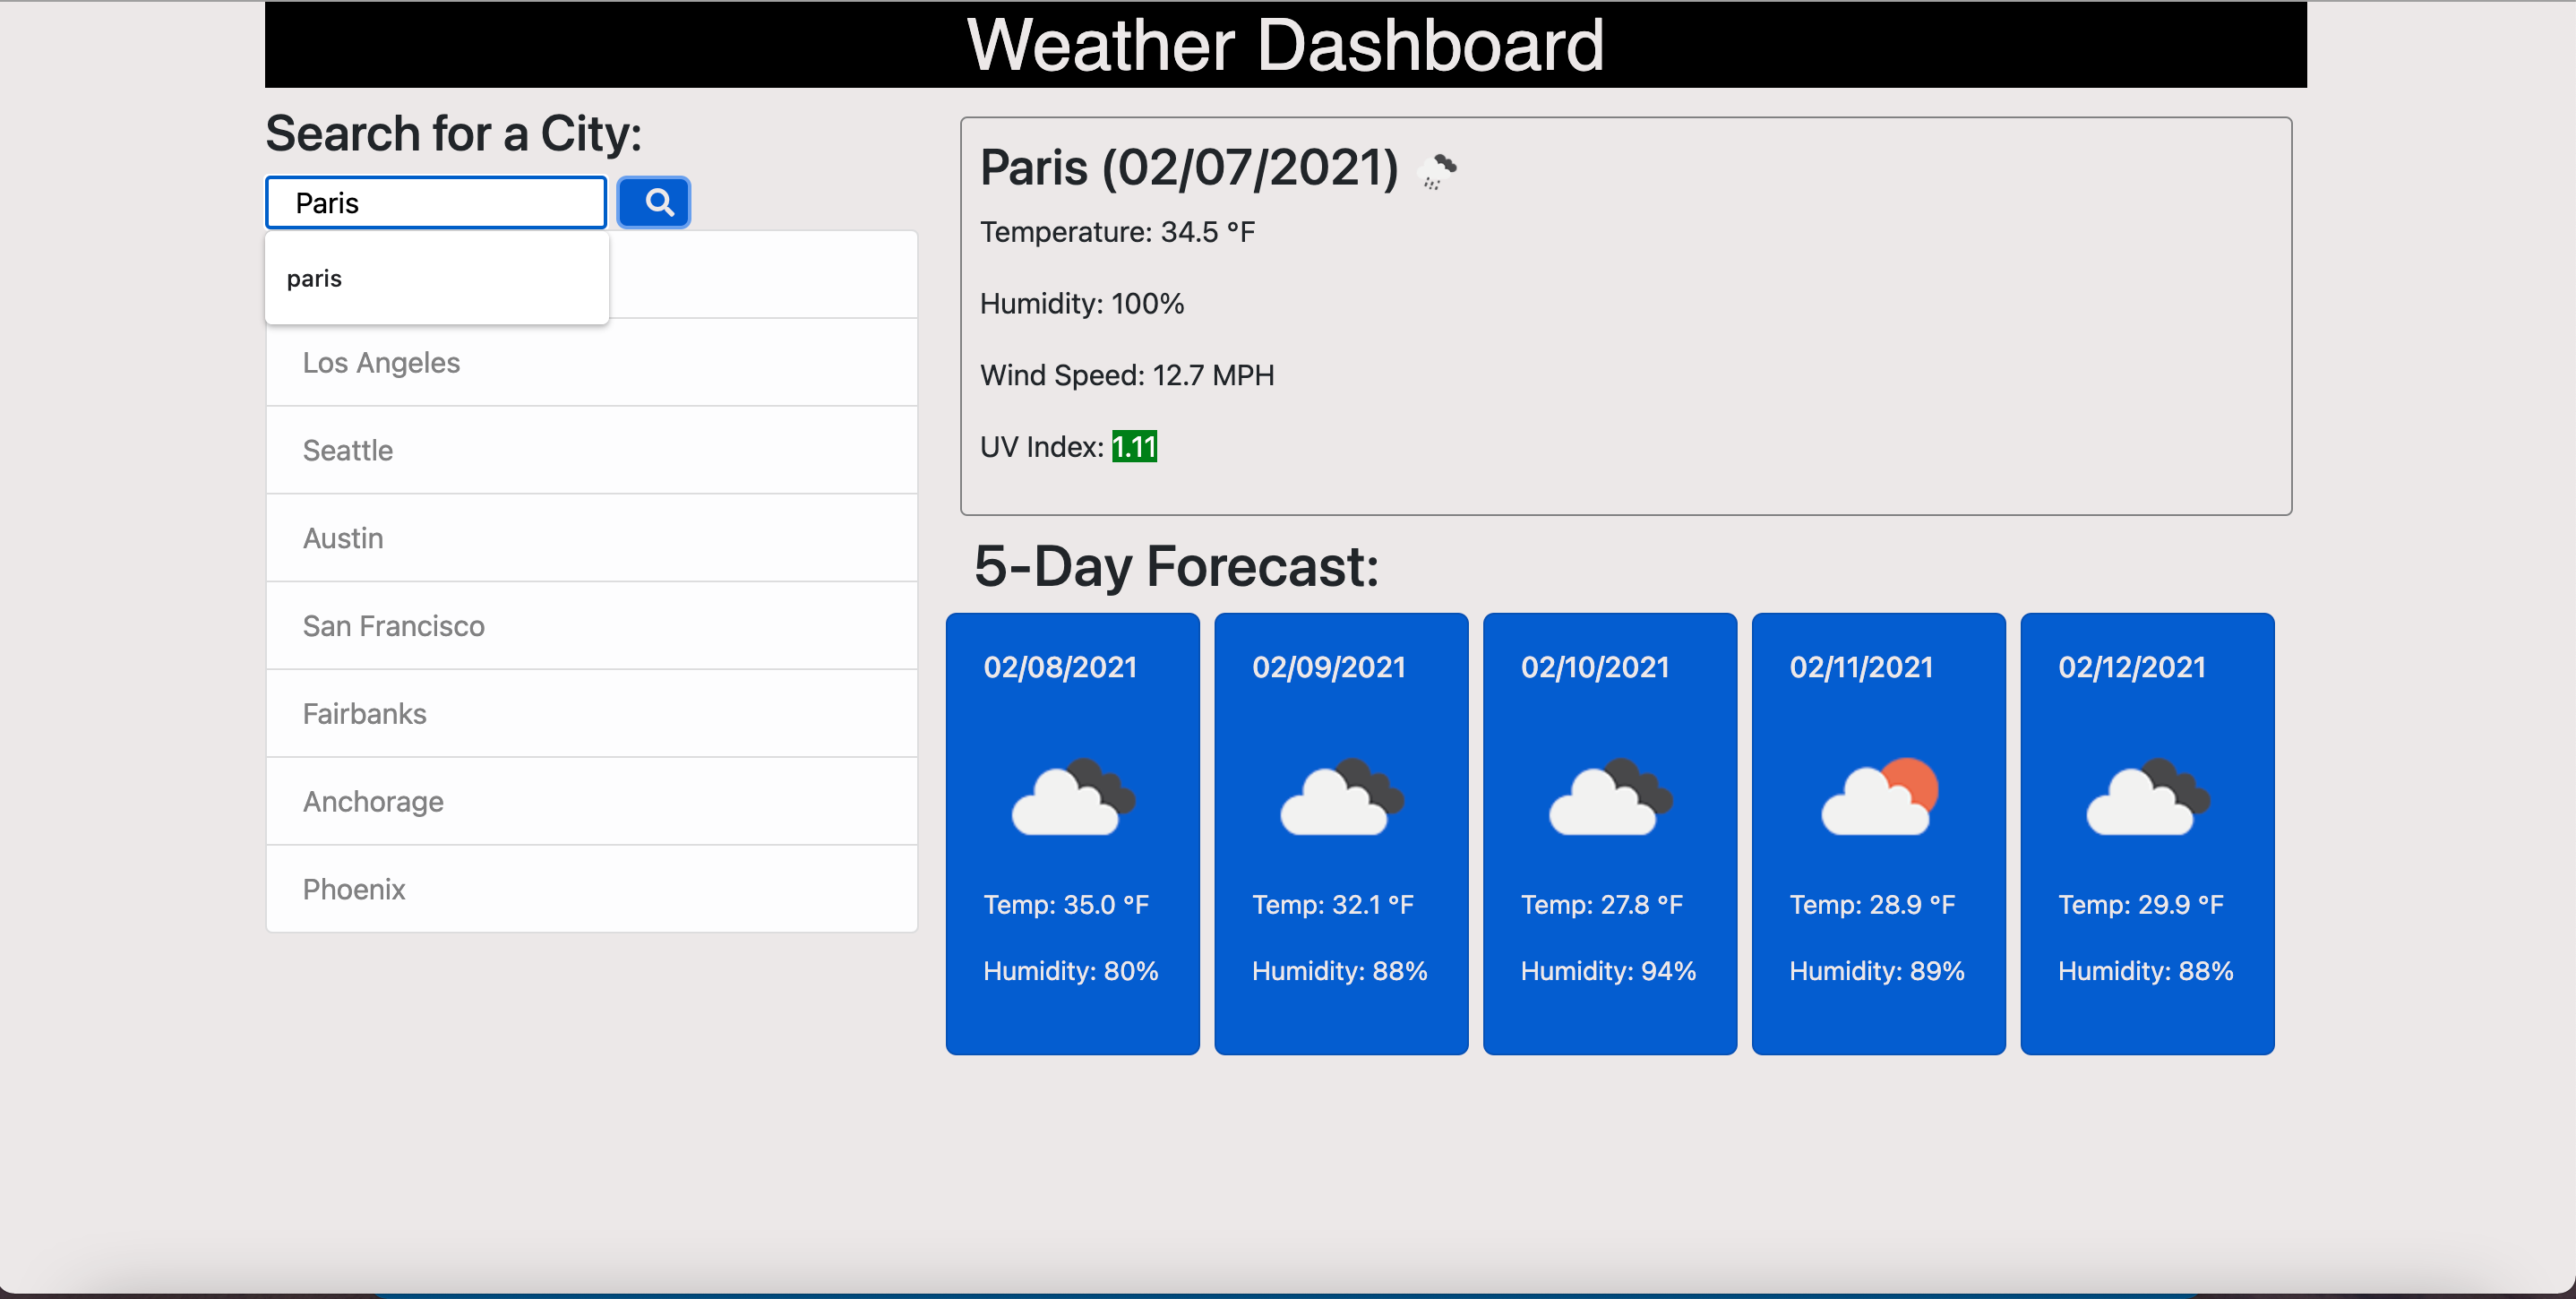 Weather Dashboard
Search for a City:
Paris
paris
Los Angeles
Seattle
Austin
San Francisco
Fairbanks
Anchorage
Phoenix
Paris (02/07/2021)
Temperature: 34.5 °F
Humidity: 100%
Wind Speed: 12.7 MPH
UV Index: 1.11
5-Day Forecast:
02/08/2021
Temp: 35.0 °F
Humidity: 80%
02/09/2021
Temp: 32.1 °F
Humidity: 88%
02/10/2021
Temp: 27.8 °F
Humidity: 94%
02/11/2021
Temp: 28.9 °F
Humidity: 89%
02/12/2021
Temp: 29.9 °F
Humidity: 88%